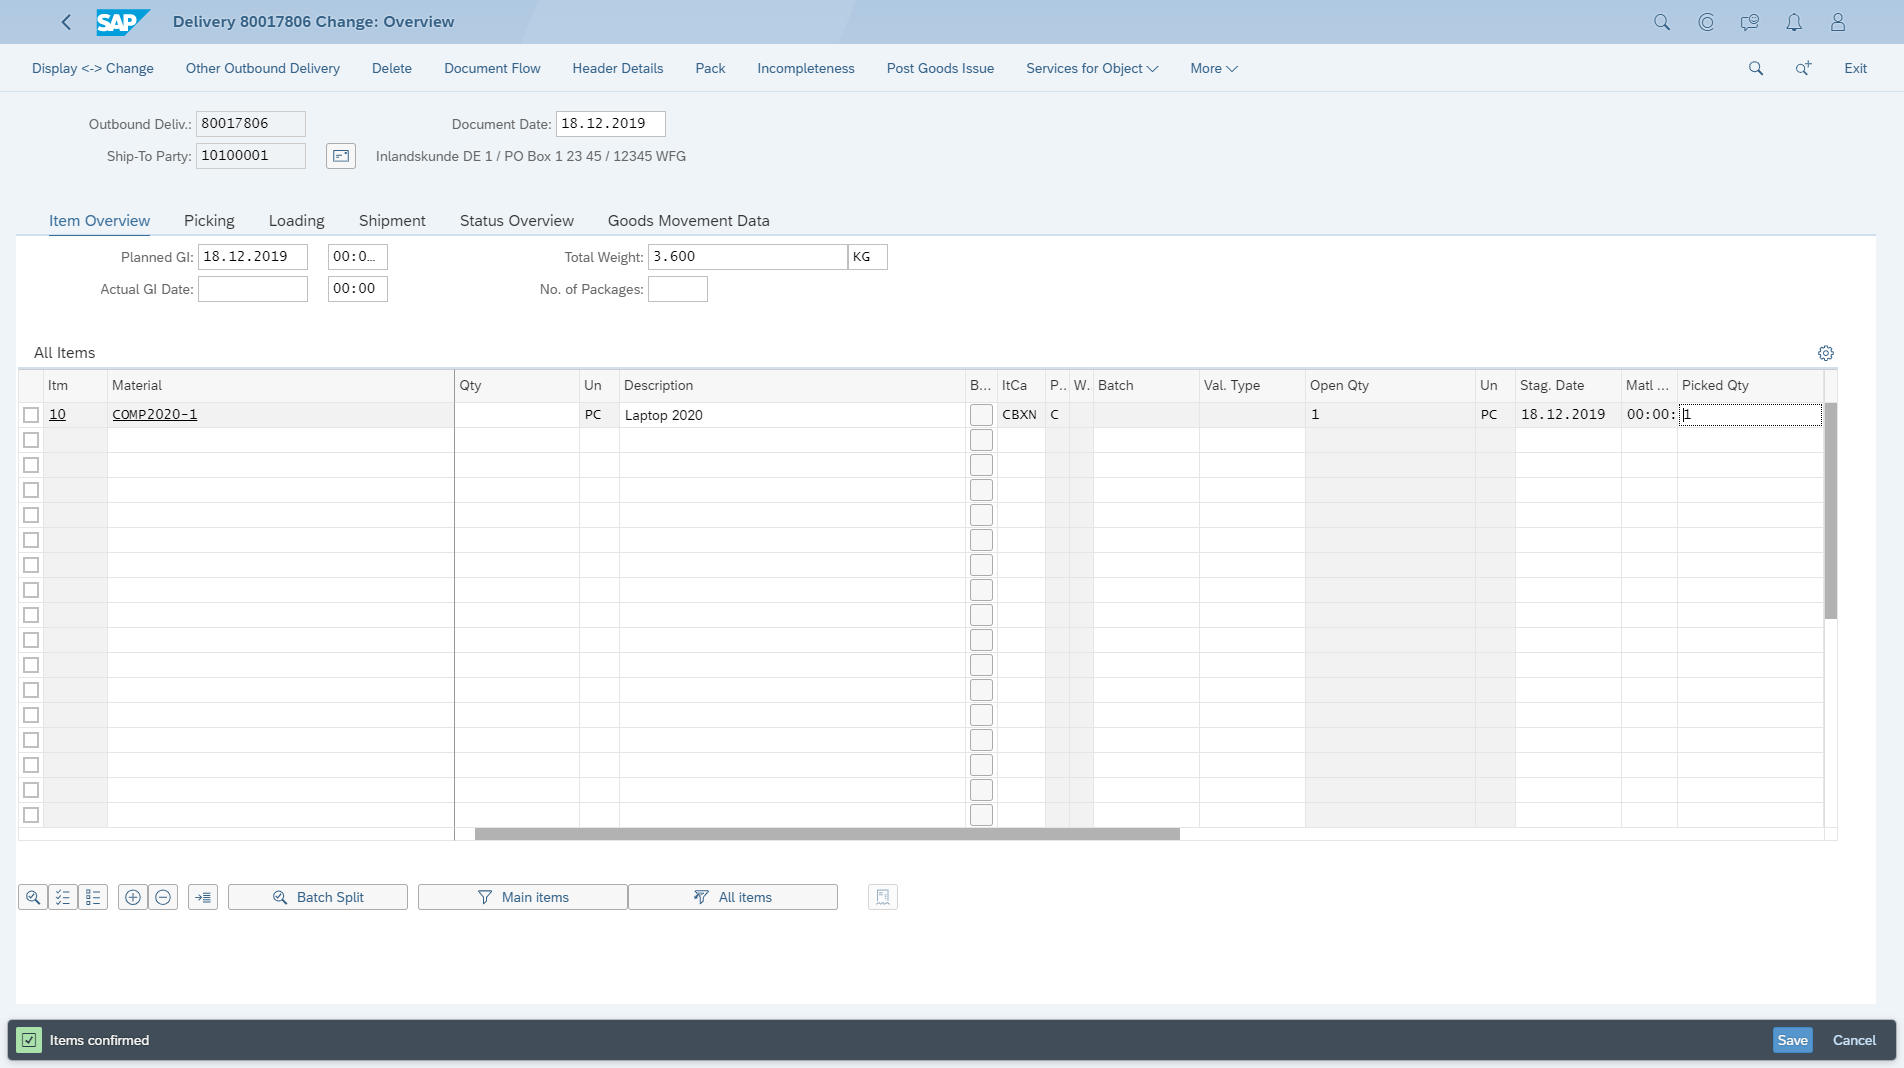 SAP Delivery 80017806 Change: Overview
Display <-> Change Other Outbound Delivery Delete Document Flow Header Details Pack Incompleteness Post Goods Issue Services for Object More Exit
Outbound Deliv.: 80017806 Document Date: 18.12.2019
Ship-To Party: 10100001 Inlandskunde DE 1 / PO Box 1 23 45 / 12345 WFG
Item Overview Picking Loading Shipment Status Overview Goods Movement Data
Planned GI: 18.12.2019 00:0... Total Weight: 3.600 KG
Actual GI Date: 00:00 No. of Packages:
All Items
Itm Material Qty Un Description B... ItCa P.. W. Batch Val. Type Open Qty Un Stag. Date Matl ... Picked Qty
10 COMP2020-1 PC Laptop 2020 CBXN C 1 PC 18.12.2019 00:00: 1
Batch Split Main items All items
Items confirmed Save Cancel